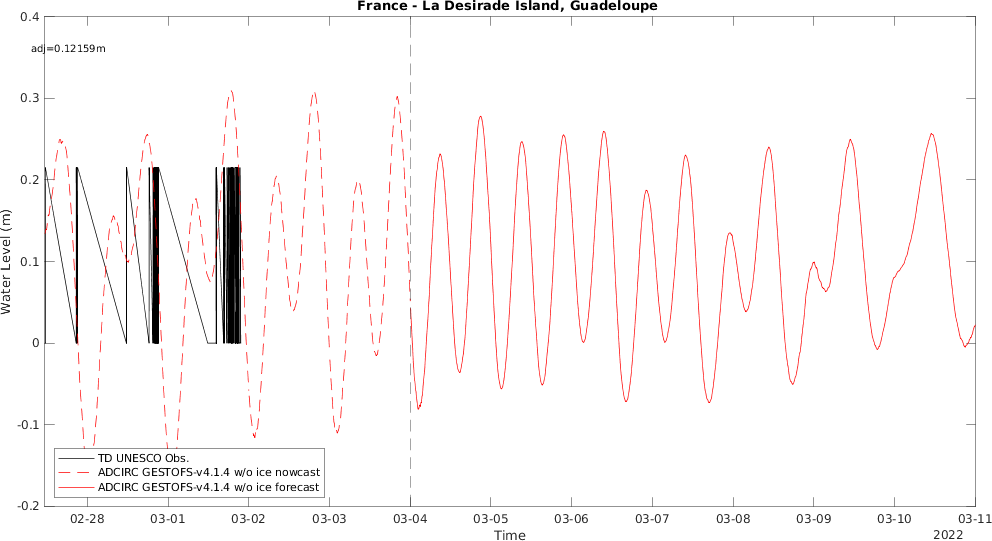 France - La Desirade Island, Guadeloupe
adj=0.12159m
0.4
0.3
0.2
0.1
0
-0.1
-0.2
Water Level (m)
TD UNESCO Obs.
ADCIRC GESTOFS-v4.1.4 w/o ice nowcast
ADCIRC GESTOFS-v4.1.4 w/o ice forecast
02-28 03-01 03-02 03-03 03-04 03-05 03-06 03-07 03-08 03-09 03-10 03-11
Time
2022